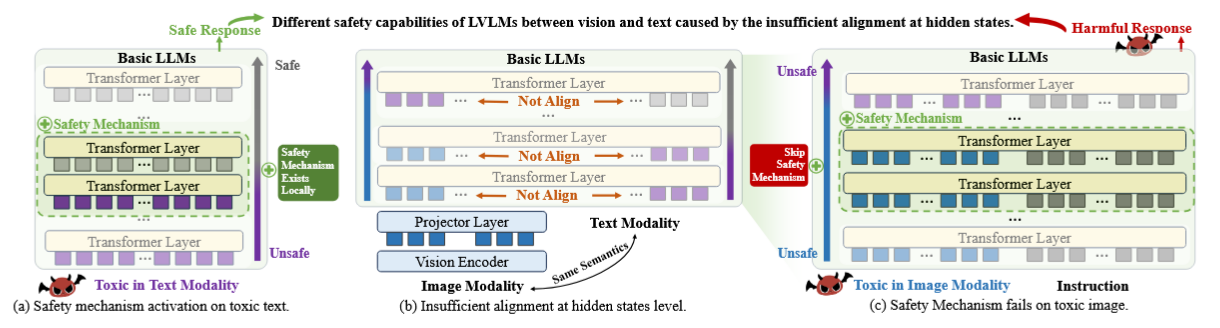 Different safety capabilities of LVLMs between vision and text caused by the insufficient alignment at hidden states.
Safe Response
Basic LLMs
Transformer Layer
...
Safety Mechanism
Transformer Layer
...
Transformer Layer
...
...
Transformer Layer
...
Safe
Safety
Mechanism
Exists
Locally
Unsafe
Toxic in Text Modality
(a) Safety mechanism activation on toxic text.
Basic LLMs
Transformer Layer
... Not Align ...
...
Transformer Layer
... Not Align ...
Transformer Layer
... Not Align ...
Projector Layer
Vision Encoder
Image Modality
Text Modality
Same Semantics
(b) Insufficient alignment at hidden states level.
Harmful Response
Basic LLMs
Unsafe
Transformer Layer
... ...
...
Safety Mechanism
Transformer Layer
... ...
Skip
Safety
Mechanism
Transformer Layer
... ...
...
Transformer Layer
... ...
Unsafe
Toxic in Image Modality
Instruction
(c) Safety Mechanism fails on toxic image.